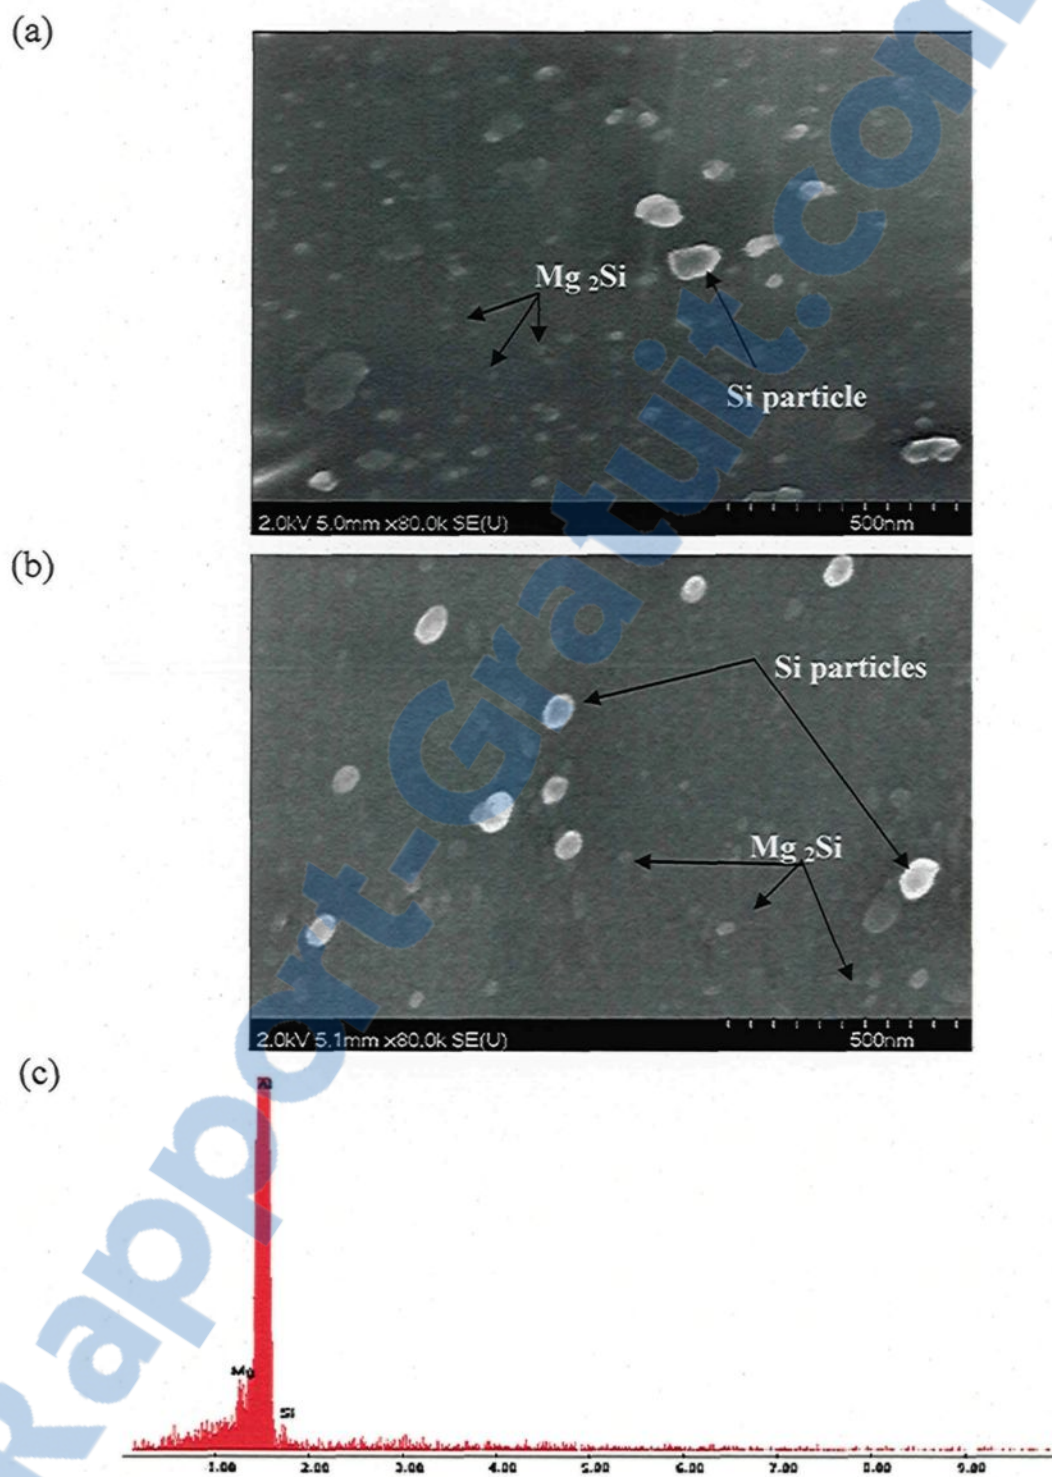 (a)
Mg 2Si
Si particle
2.0kV 5.0mm x80.0k SE(U)
500nm
(b)
Si particles
Mg 2Si
2.0kV 5.1mm x80.0k SE(U)
500nm
(c)
Al
Mg
Si
1.00 2.00 3.00 4.00 5.00 6.00 7.00 8.00 9.00
Rapport-Gratuit.com